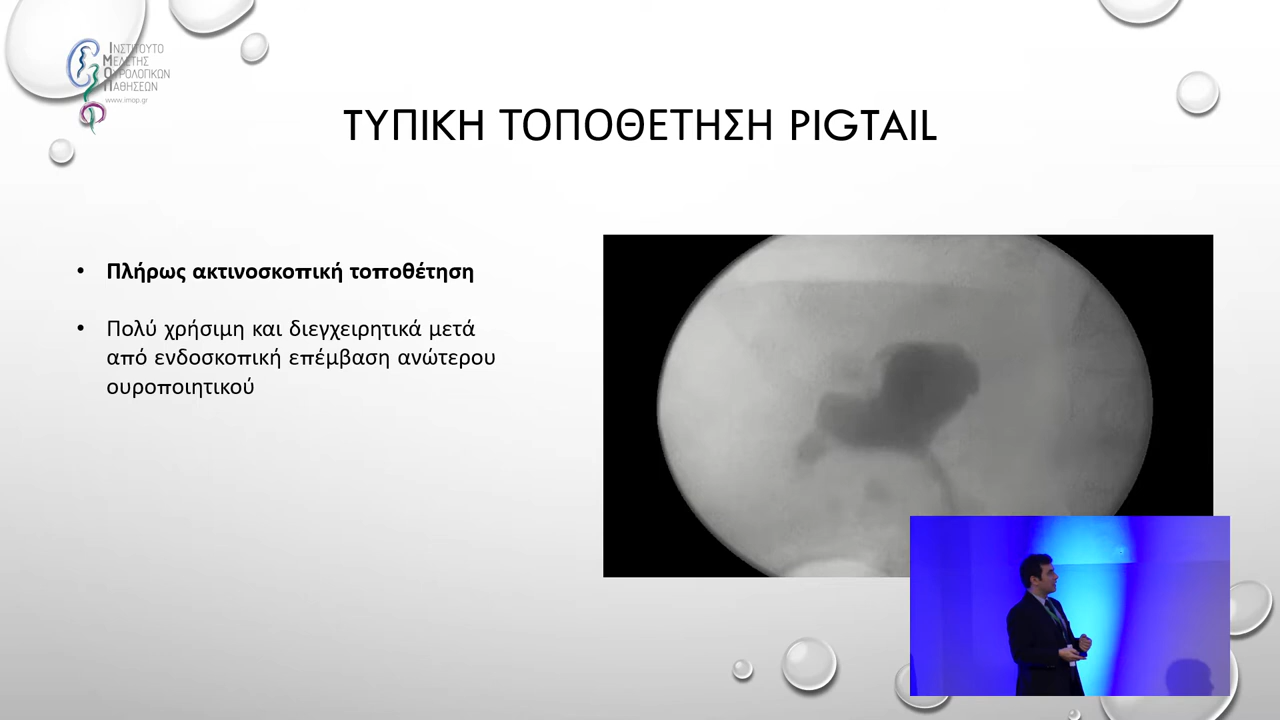 ΙΝΣΤΙΤΟΥΤΟ
ΜΕΛΕΤΗΣ
ΟΥΡΟΛΟΓΙΚΩΝ
ΠΑΘΗΣΕΩΝ
www.imop.gr
ΤΥΠΙΚΗ ΤΟΠΟΘΕΤΗΣΗ PIGTAIL
• Πλήρως ακτινοσκοπική τοποθέτηση
• Πολύ χρήσιμη και διεγχειρητικά μετά
από ενδοσκοπική επέμβαση ανώτερου
ουροποιητικού